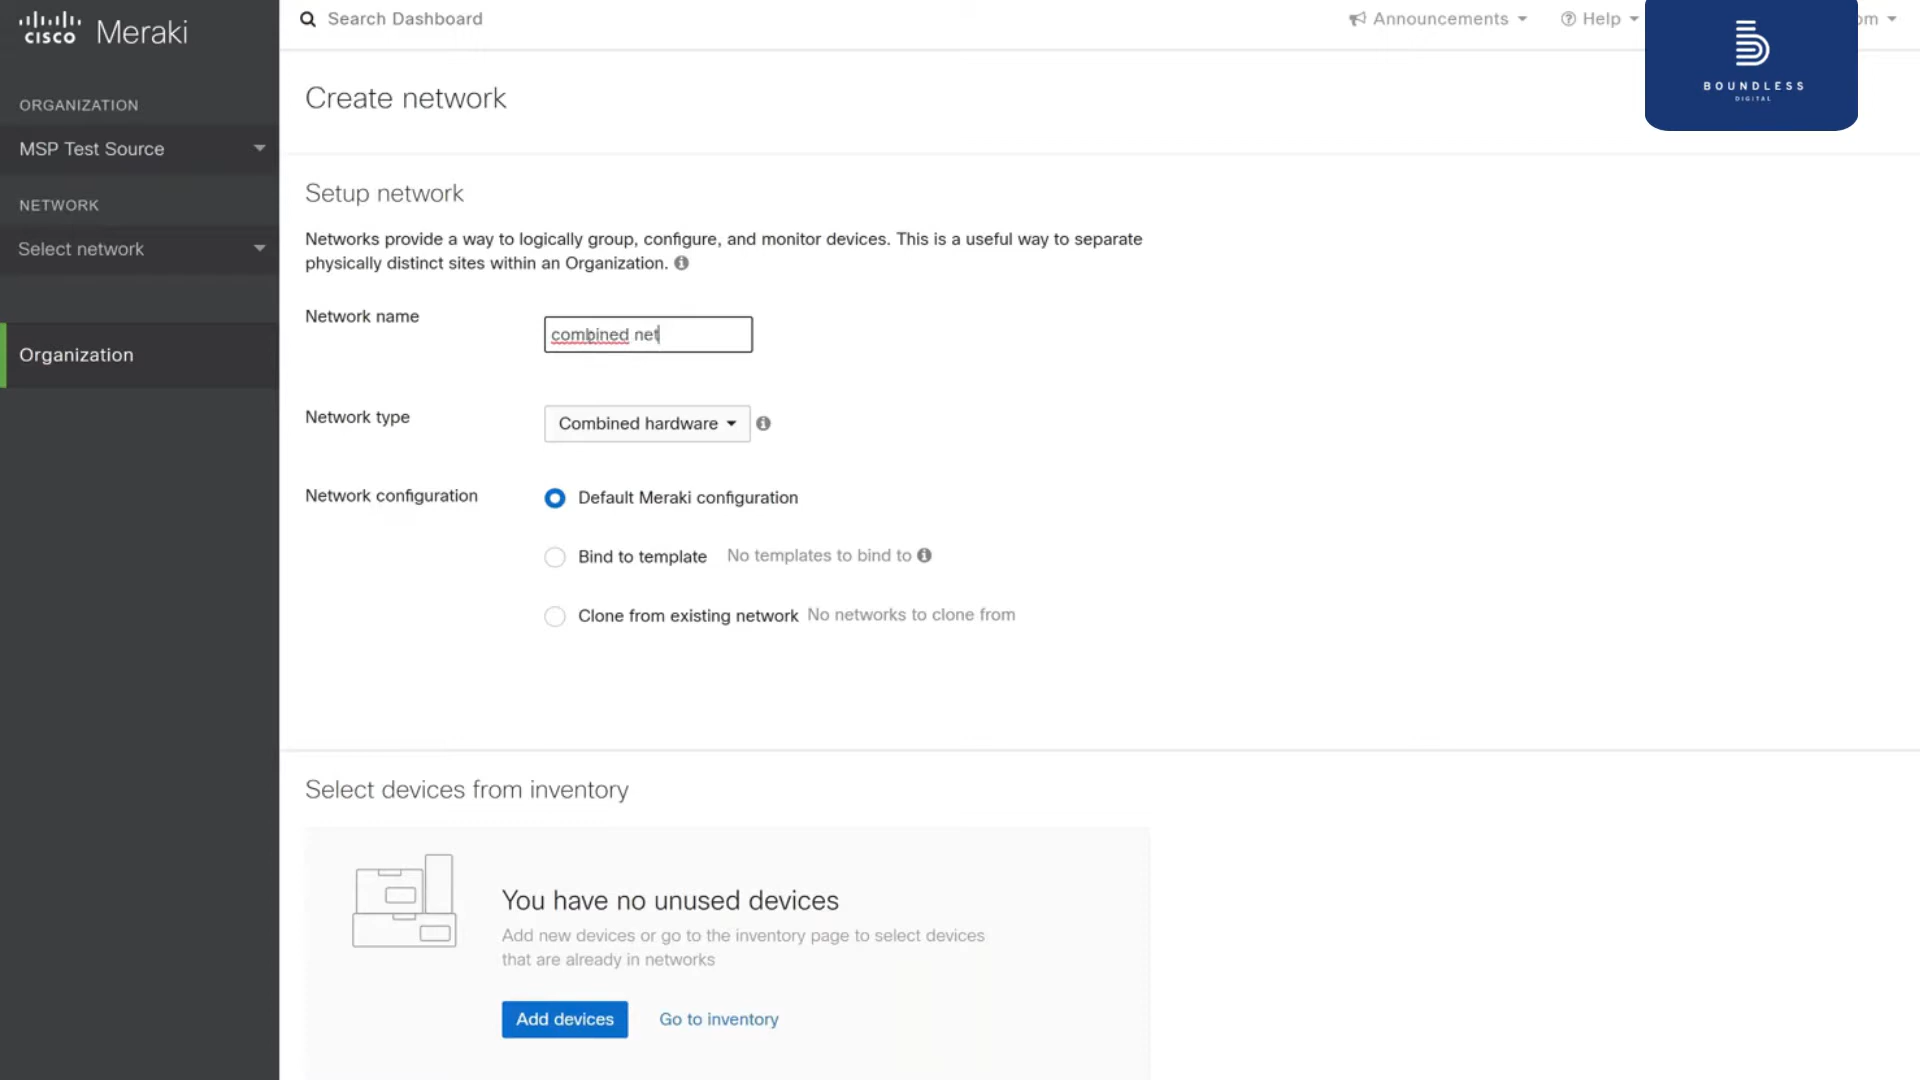 cisco Meraki
Search Dashboard
Announcements
Help
om
BOUNDLESS
DIGITAL
ORGANIZATION
MSP Test Source
NETWORK
Select network
Organization
Create network
Setup network
Networks provide a way to logically group, configure, and monitor devices. This is a useful way to separate
physically distinct sites within an Organization.
Network name
combined net
Network type
Combined hardware
Network configuration
Default Meraki configuration
Bind to template No templates to bind to
Clone from existing network No networks to clone from
Select devices from inventory
You have no unused devices
Add new devices or go to the inventory page to select devices
that are already in networks
Add devices
Go to inventory